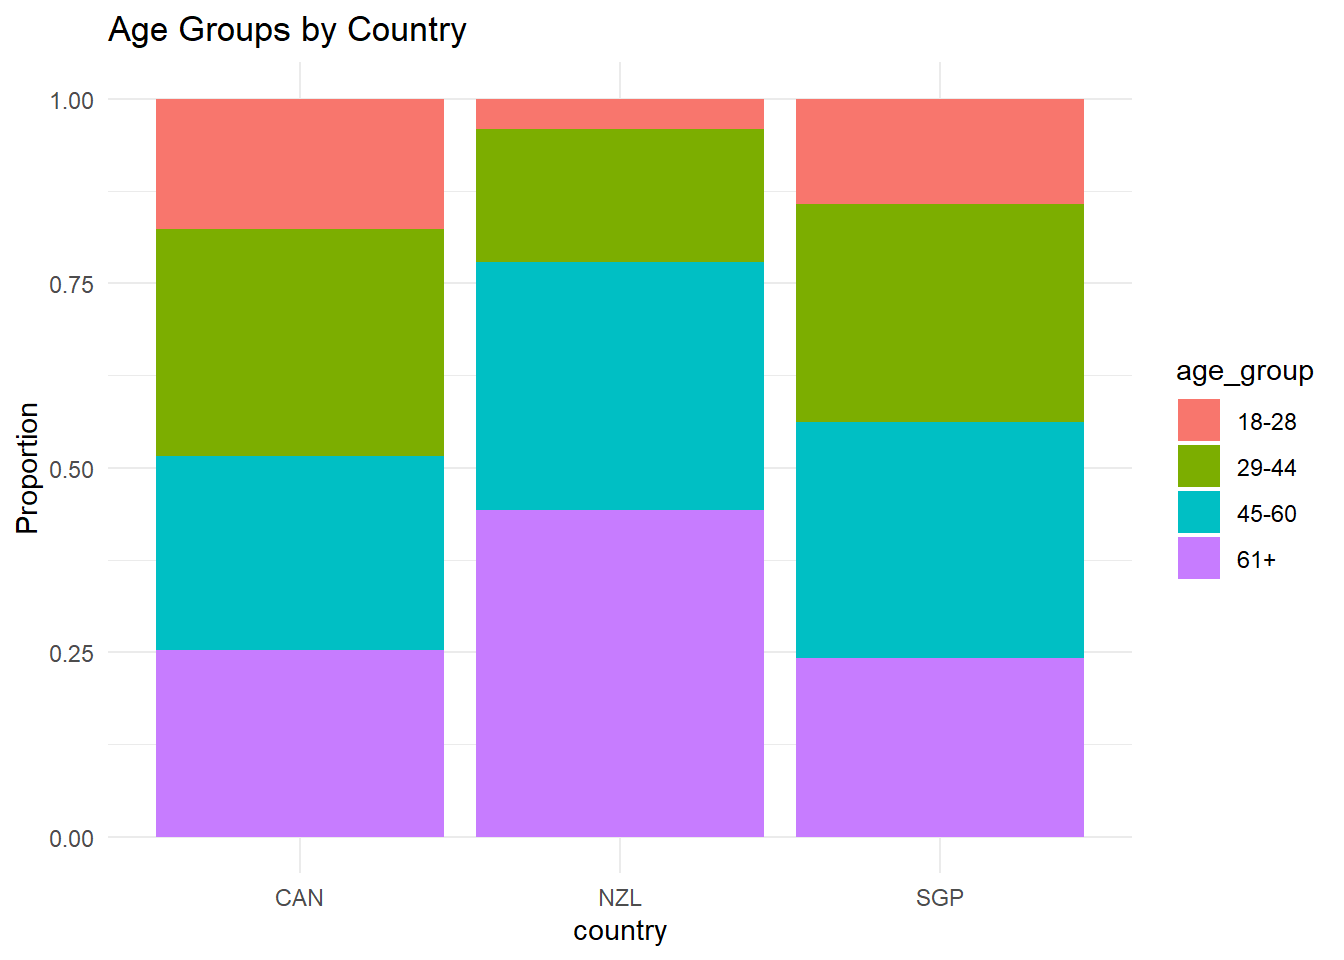 Age Groups by Country
Proportion
1.00
0.75
0.50
0.25
0.00
CAN
NZL
SGP
country
age_group
18-28
29-44
45-60
61+